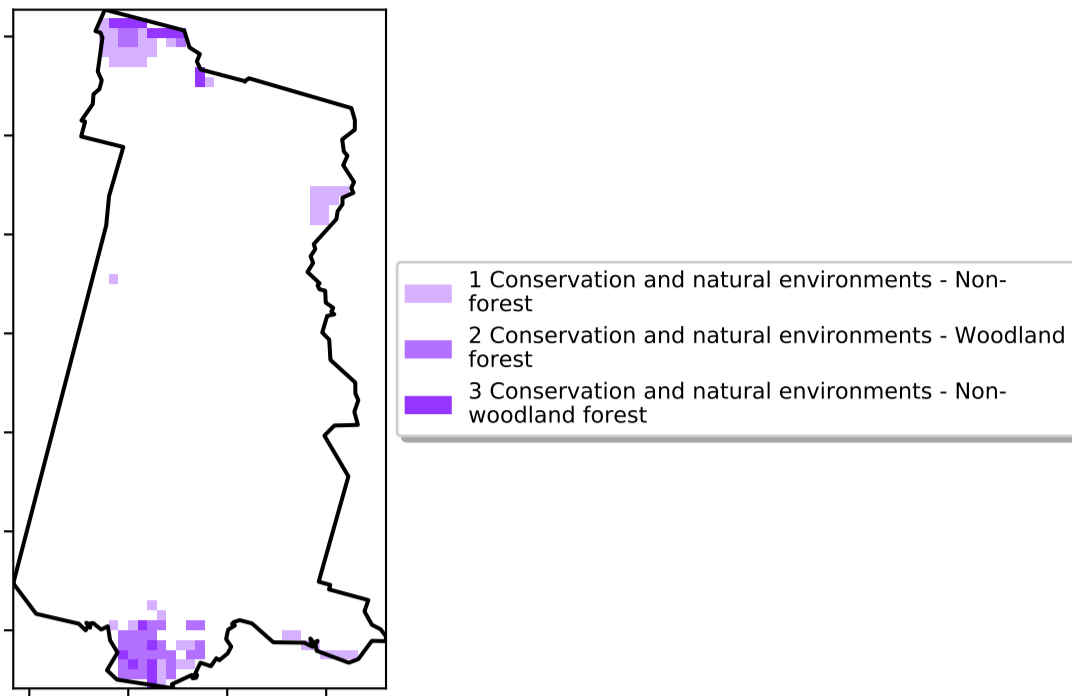 1 Conservation and natural environments - Non-
forest
2 Conservation and natural environments - Woodland
forest
3 Conservation and natural environments - Non-
woodland forest